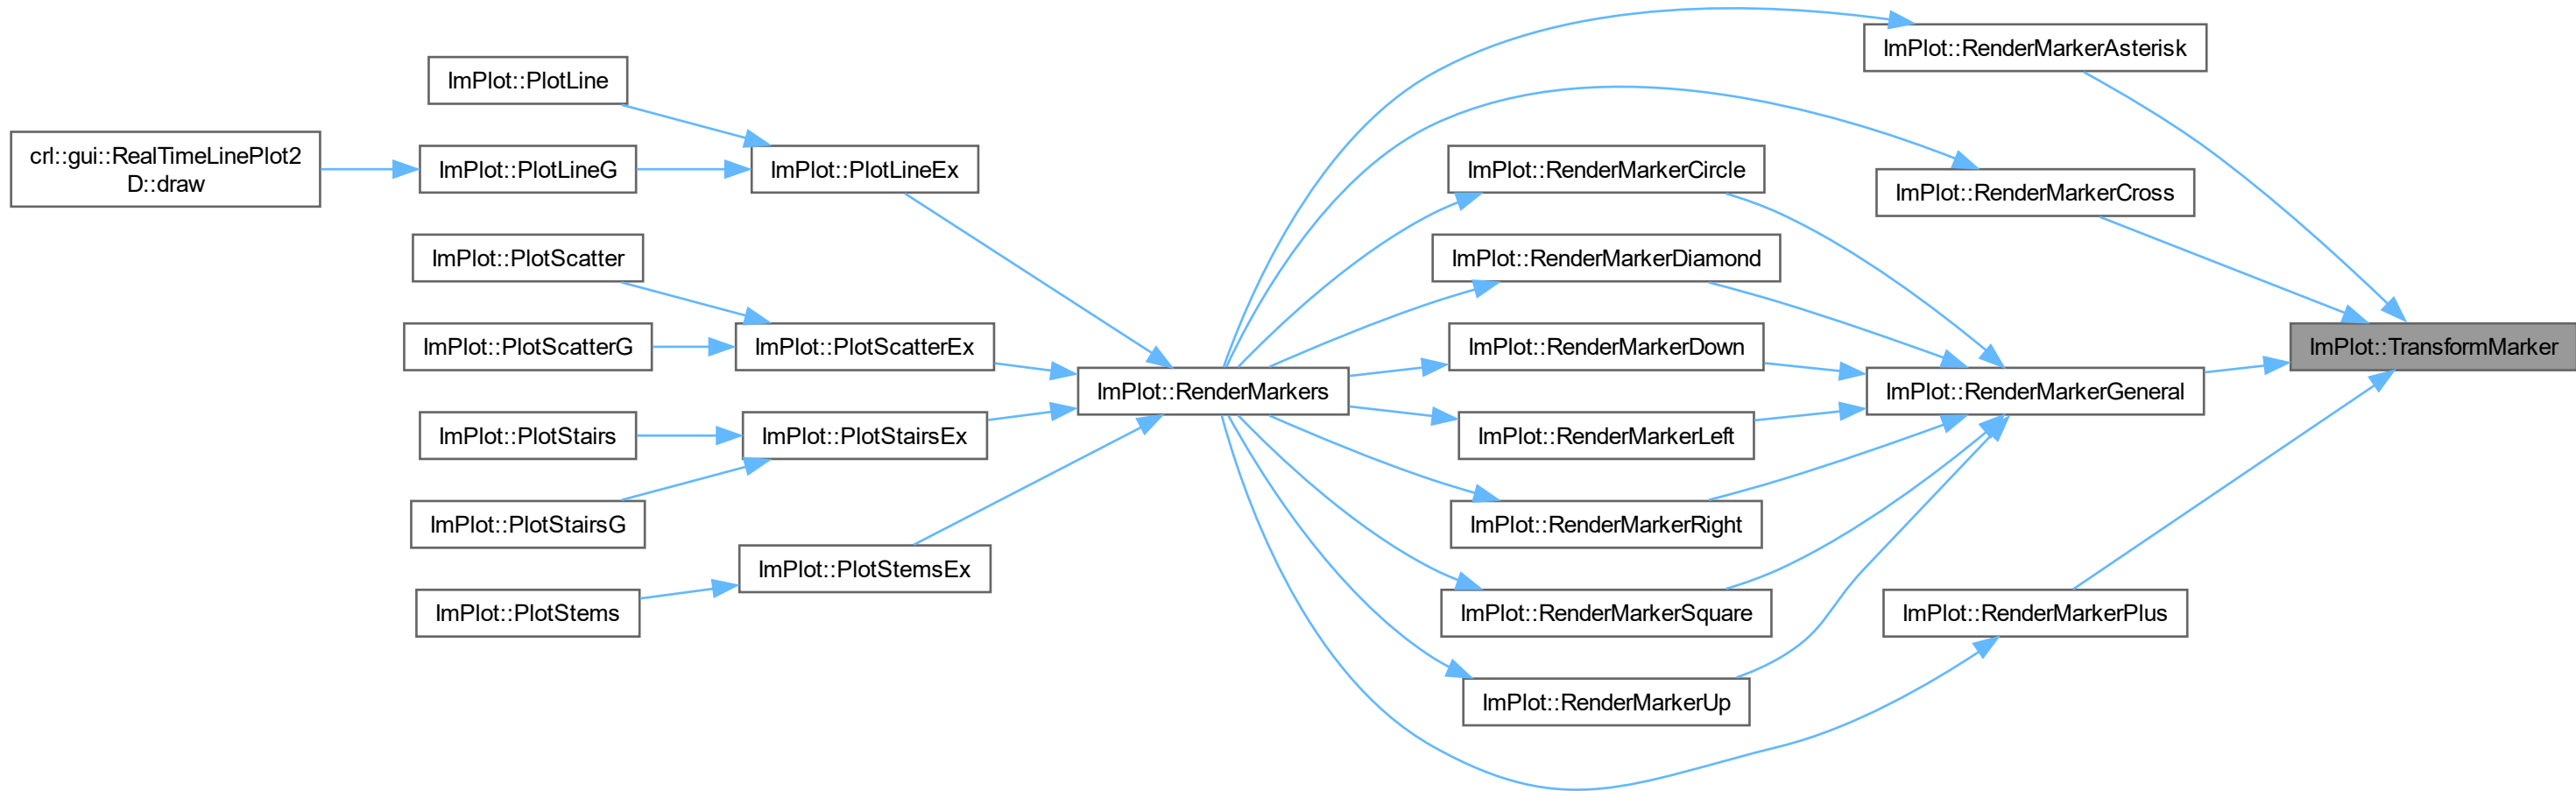 crl::gui::RealTimeLinePlot2
D::draw
ImPlot::PlotLine
ImPlot::PlotLineG
ImPlot::PlotScatter
ImPlot::PlotScatterG
ImPlot::PlotStairs
ImPlot::PlotStairsG
ImPlot::PlotStems
ImPlot::PlotLineEx
ImPlot::PlotScatterEx
ImPlot::PlotStairsEx
ImPlot::PlotStemsEx
ImPlot::RenderMarkers
ImPlot::RenderMarkerCircle
ImPlot::RenderMarkerDiamond
ImPlot::RenderMarkerDown
ImPlot::RenderMarkerLeft
ImPlot::RenderMarkerRight
ImPlot::RenderMarkerSquare
ImPlot::RenderMarkerUp
ImPlot::RenderMarkerAsterisk
ImPlot::RenderMarkerCross
ImPlot::RenderMarkerGeneral
ImPlot::RenderMarkerPlus
ImPlot::TransformMarker